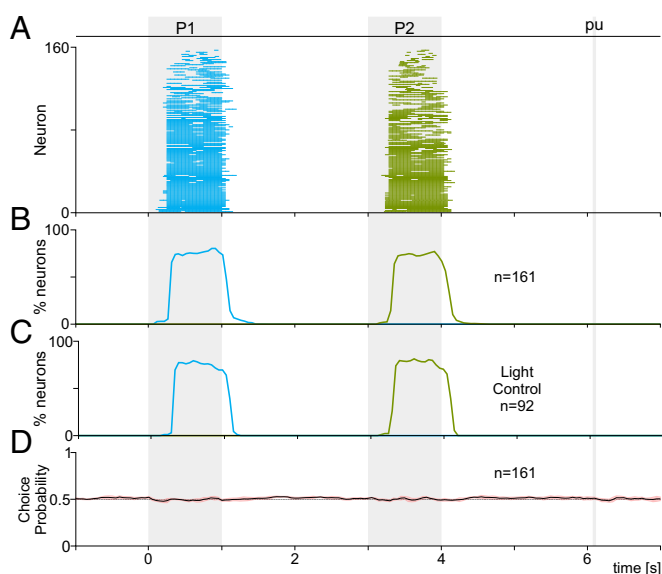 A
P1 P2 pu
160
Neuron
0
B
100
% neurons
n=161
0
C
100
% neurons
Light
Control
n=92
0
D
1
Choice
Probability
n=161
0.5
0
0 2 4 6
time [s]